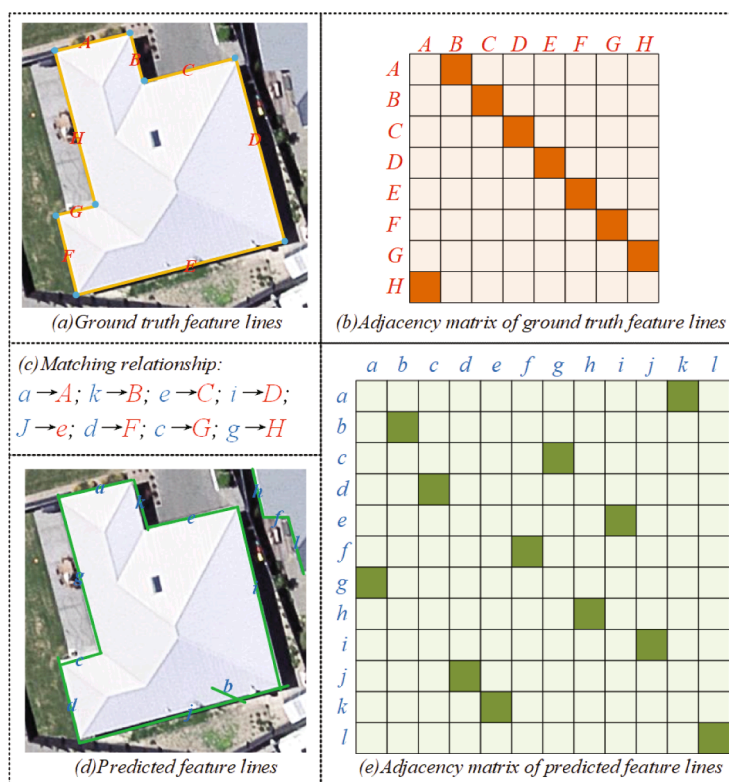 A
B
C
D
E
F
G
H
(a)Ground truth feature lines
A B C D E F G H
A
B
C
D
E
F
G
H
(b)Adjacency matrix of ground truth feature lines
(c) Matching relationship:
a→A; k→B; e→C; i→D;
J→e; d→F; c→G; g→H
a
k
e
h
f
l
g
i
c
d
b
j
(d)Predicted feature lines
a b c d e f g h i j k l
a
b
c
d
e
f
g
h
i
j
k
l
(e)Adjacency matrix of predicted feature lines